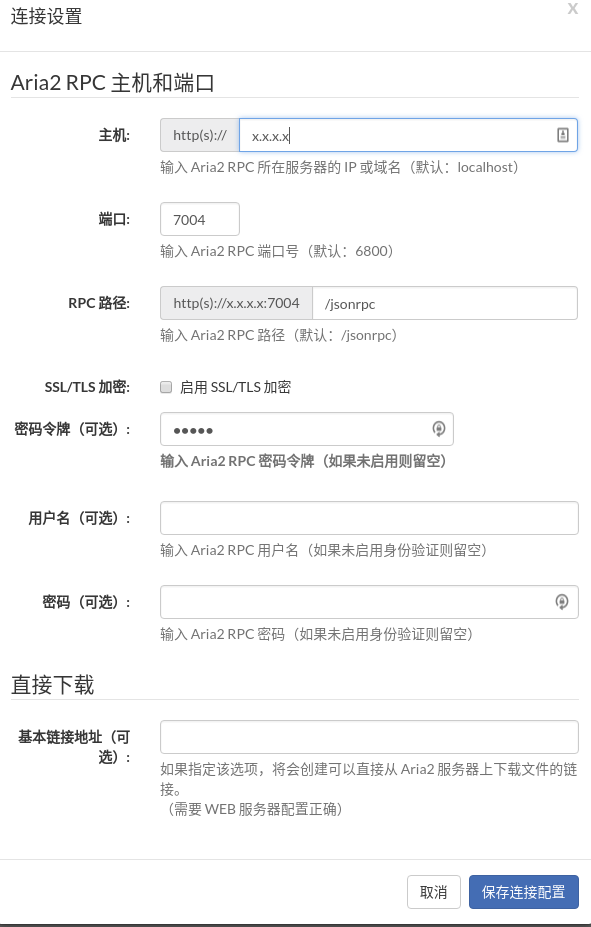 连接设置
x
Aria2 RPC 主机和端口
主机:
http(s)://
x.x.x.x
输入 Aria2 RPC 所在服务器的 IP 或域名（默认：localhost）
端口:
7004
输入 Aria2 RPC 端口号（默认：6800）
RPC 路径:
http(s)://x.x.x.x:7004
/jsonrpc
输入 Aria2 RPC 路径（默认：/jsonrpc）
SSL/TLS 加密:
启用 SSL/TLS 加密
密码令牌（可选）:
•••••
输入 Aria2 RPC 密码令牌（如果未启用则留空）
用户名（可选）:
输入 Aria2 RPC 用户名（如果未启用身份验证则留空）
密码（可选）:
输入 Aria2 RPC 密码（如果未启用身份验证则留空）
直接下载
基本链接地址（可
选）:
如果指定该选项，将会创建可以直接从 Aria2 服务器上下载文件的链
接。
（需要 WEB 服务器配置正确）
取消
保存连接配置